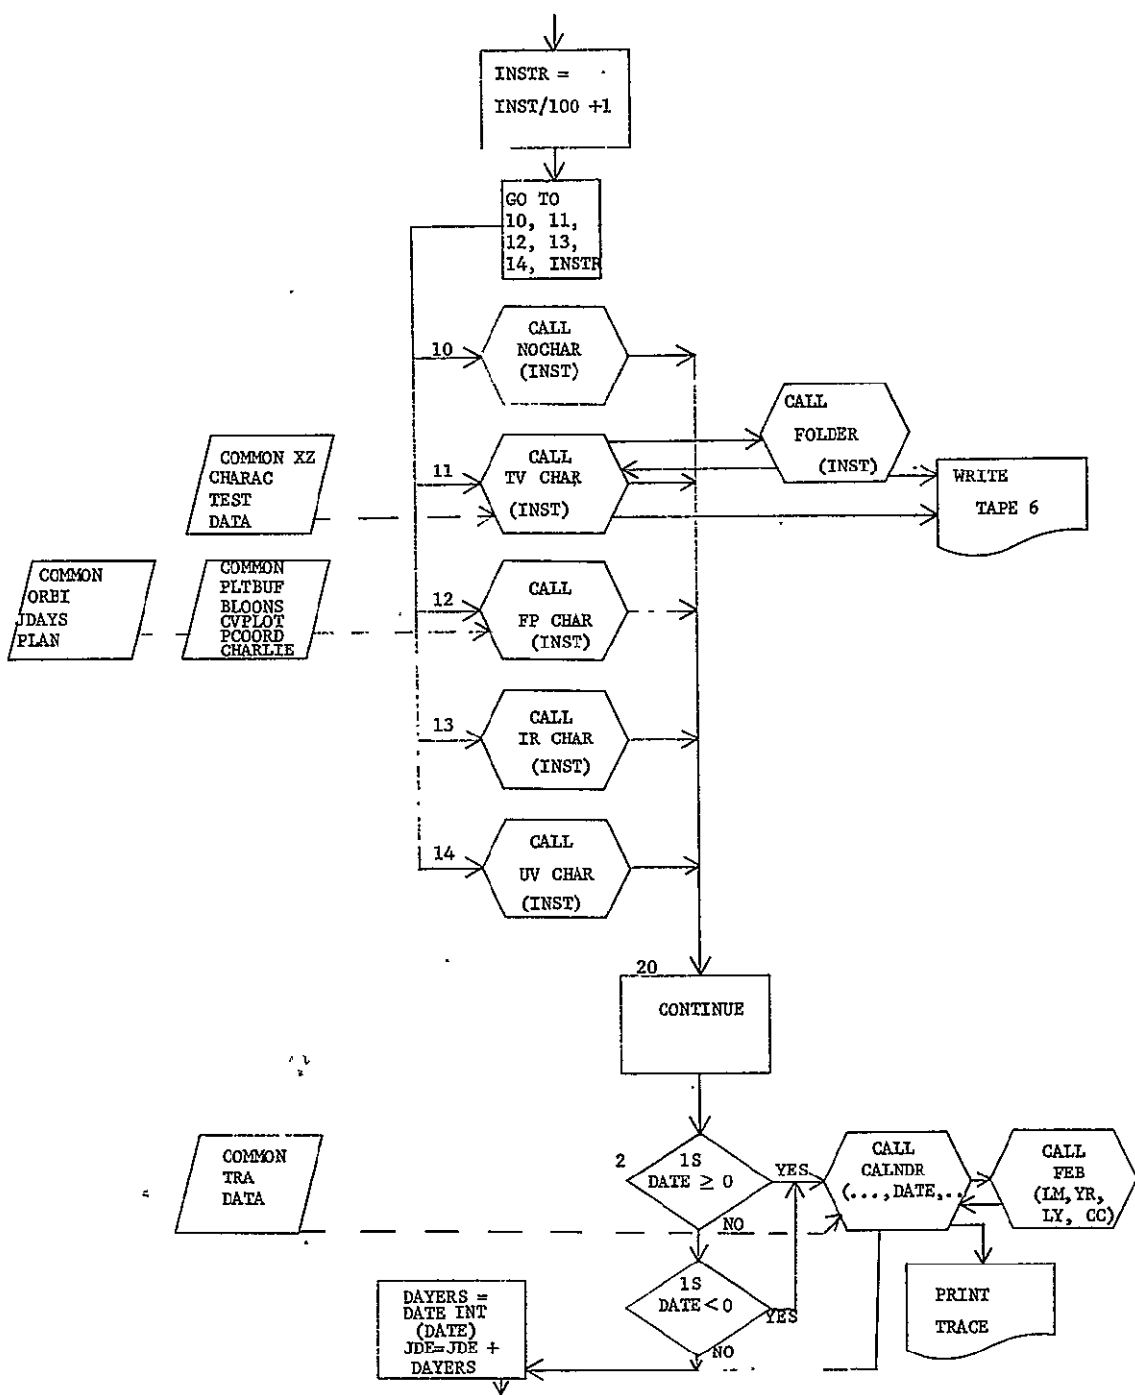 INSTR =
INST/100 +1
GO TO
10, 11,
12, 13,
14, INSTR
10
CALL
NOCHAR
(INST)
CALL
FOLDER
(INST)
COMMON XZ
CHARAC
TEST
DATA
11
CALL
TV CHAR
(INST)
WRITE
TAPE 6
COMMON
ORBI
JDAYS
PLAN
COMMON
PLTBUF
BLOONS
CVPLOT
PCOORD
CHARLIE
12
CALL
FP CHAR
(INST)
13
CALL
IR CHAR
(INST)
14
CALL
UV CHAR
(INST)
20
CONTINUE
COMMON
TRA
DATA
2
1S
DATE ≥ 0
YES
NO
CALL
CALNDR
(...,DATE,..
CALL
FEB
(LM,YR,
LY, CC)
1S
DATE < 0
YES
NO
PRINT
TRACE
DAYERS =
DATE INT
(DATE)
JDE=JDE +
DAYERS